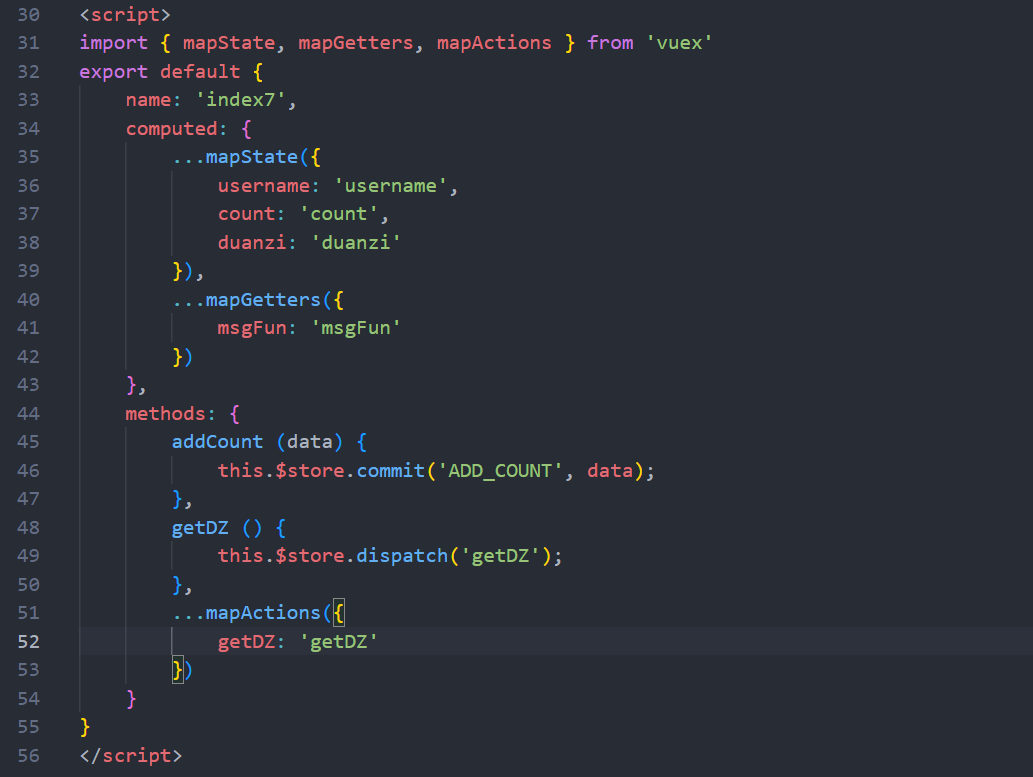 30 <script>
31 import { mapState, mapGetters, mapActions } from 'vuex'
32 export default {
33     name: 'index7',
34     computed: {
35         ...mapState({
36             username: 'username',
37             count: 'count',
38             duanzi: 'duanzi'
39         }),
40         ...mapGetters({
41             msgFun: 'msgFun'
42         })
43     },
44     methods: {
45         addCount (data) {
46             this.$store.commit('ADD_COUNT', data);
47         },
48         getDZ () {
49             this.$store.dispatch('getDZ');
50         },
51         ...mapActions({
52             getDZ: 'getDZ'
53         })
54     }
55 }
56 </script>